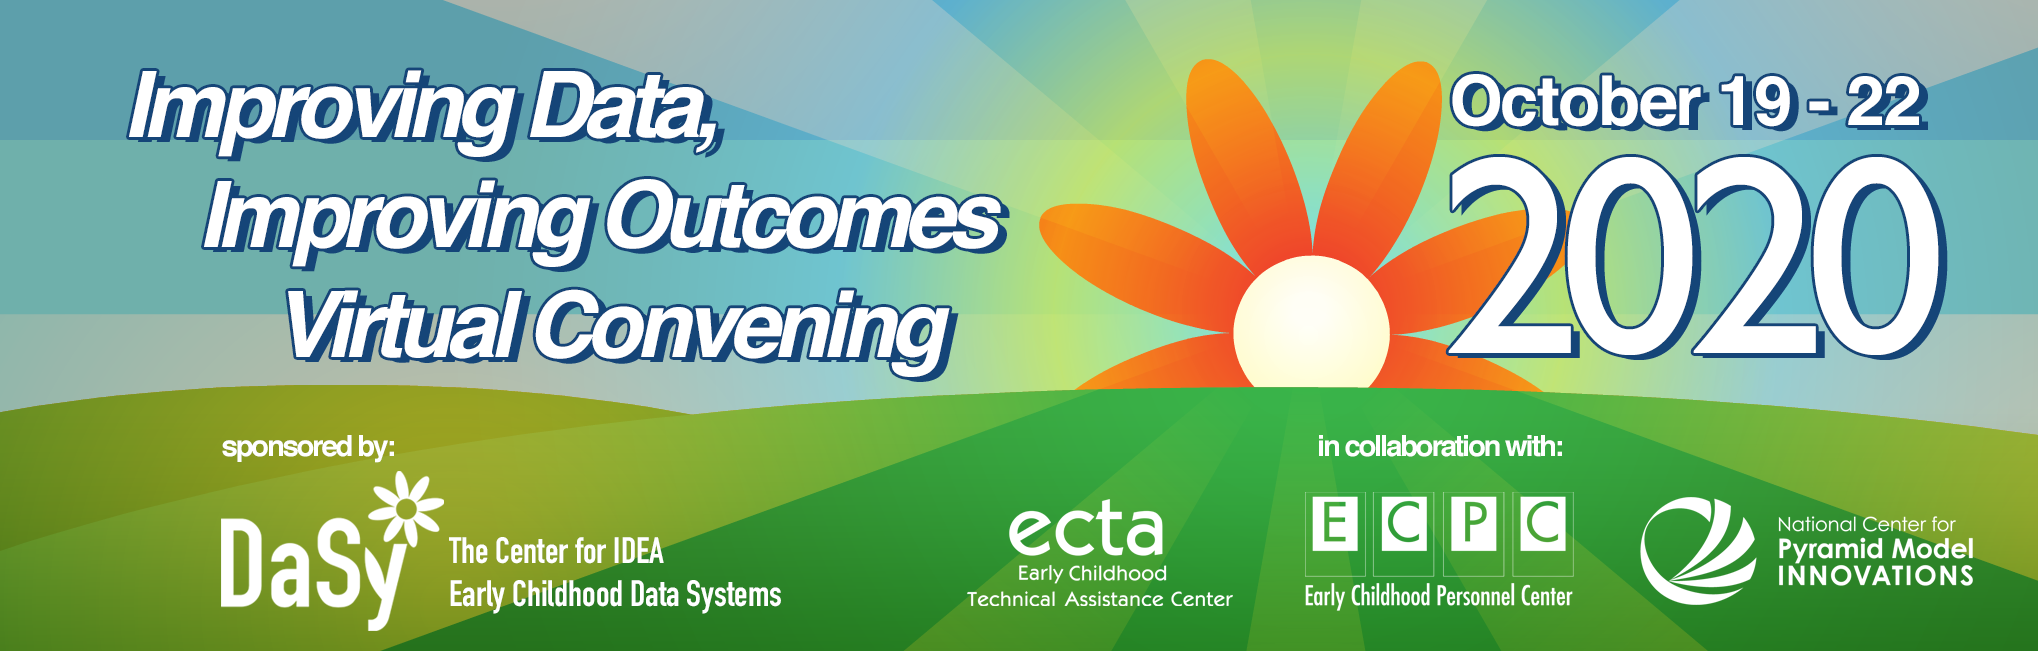 Improving Data,
Improving Outcomes
Virtual Convening
October 19 - 22
2020
sponsored by:
DaSy
The Center for IDEA
Early Childhood Data Systems
ecta
Early Childhood
Technical Assistance Center
in collaboration with:
E C P C
Early Childhood Personnel Center
National Center for
Pyramid Model
INNOVATIONS